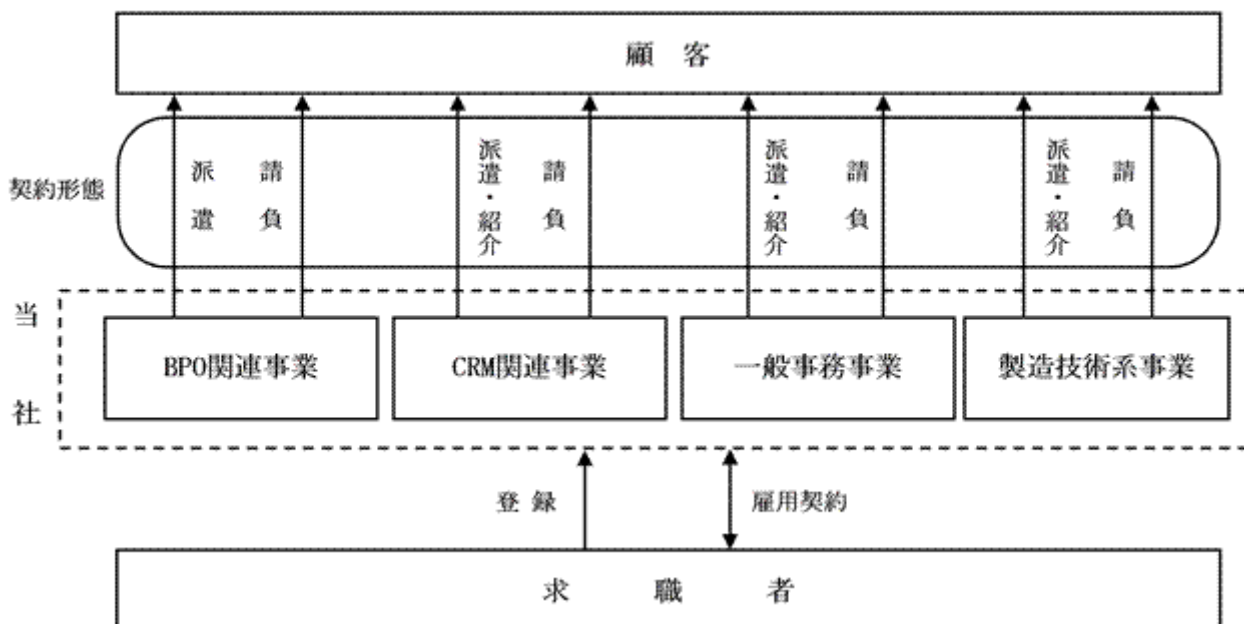 顧客
契約形態
派遣
請負
派遣・紹介
請負
派遣・紹介
請負
派遣・紹介
請負
当社
BPO関連事業
CRM関連事業
一般事務事業
製造技術系事業
登録
雇用契約
求職者